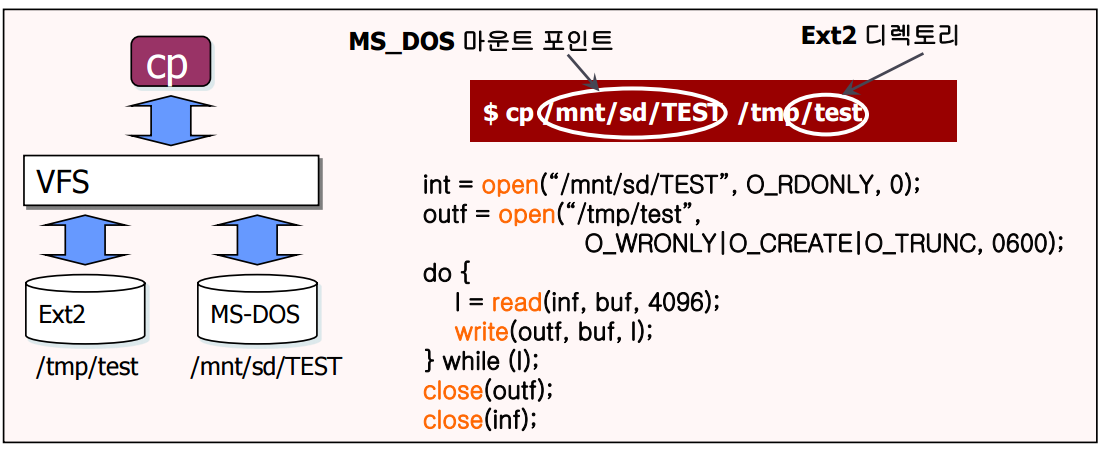 cp
VFS
Ext2
MS-DOS
/tmp/test
/mnt/sd/TEST
MS_DOS 마운트 포인트
Ext2 디렉토리
$ cp /mnt/sd/TEST /tmp/test
int = open(“/mnt/sd/TEST”, O_RDONLY, 0);
outf = open(“/tmp/test”,
O_WRONLY|O_CREATE|O_TRUNC, 0600);
do {
l = read(inf, buf, 4096);
write(outf, buf, l);
} while (l);
close(outf);
close(inf);